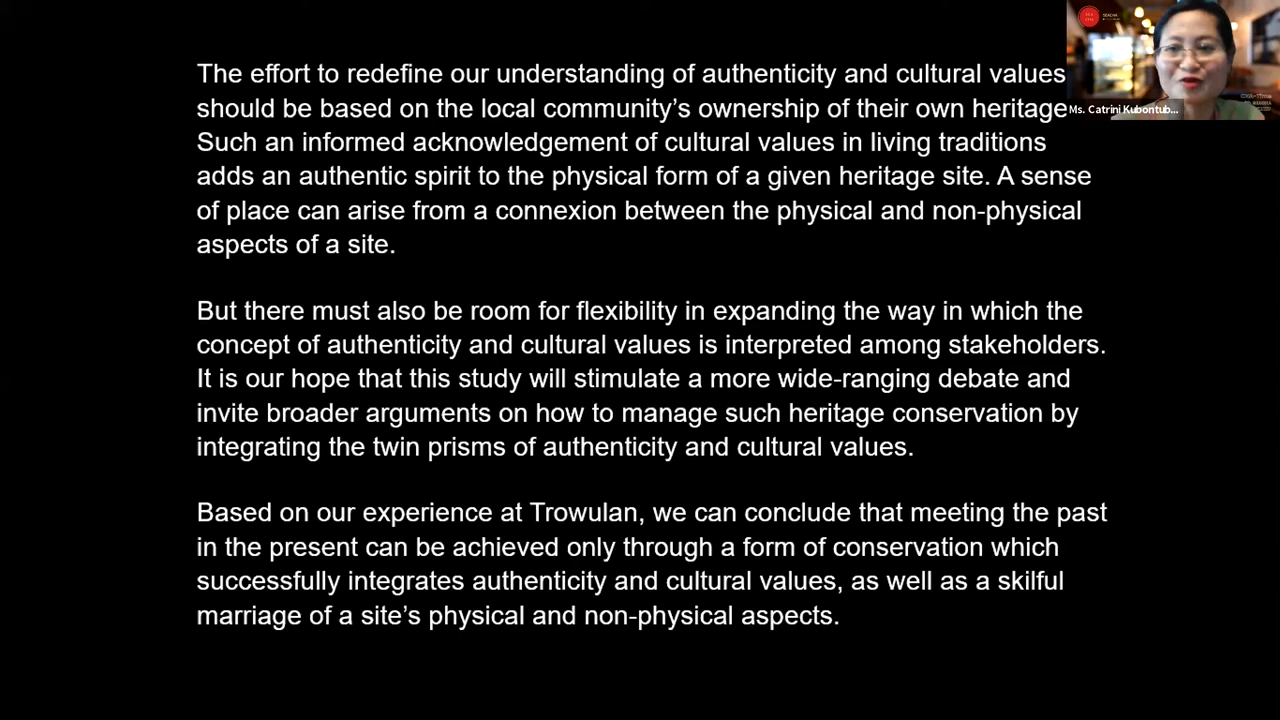 The effort to redefine our understanding of authenticity and cultural values
should be based on the local community's ownership of their own heritage
Such an informed acknowledgement of cultural values in living traditions
adds an authentic spirit to the physical form of a given heritage site. A sense
of place can arise from a connexion between the physical and non-physical
aspects of a site.
But there must also be room for flexibility in expanding the way in which the
concept of authenticity and cultural values is interpreted among stakeholders.
It is our hope that this study will stimulate a more wide-ranging debate and
invite broader arguments on how to manage such heritage conservation by
integrating the twin prisms of authenticity and cultural values.
Based on our experience at Trowulan, we can conclude that meeting the past
in the present can be achieved only through a form of conservation which
successfully integrates authenticity and cultural values, as well as a skilful
marriage of a site's physical and non-physical aspects.
Ms. Catrini Kubontub...